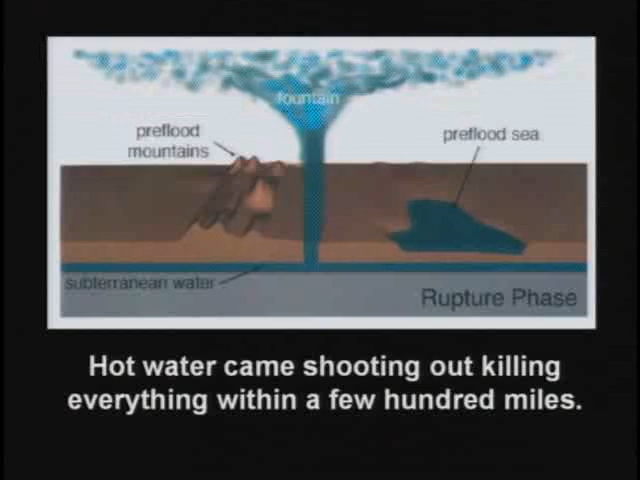 fountain
preflood
mountains
preflood sea
subterranean water
Rupture Phase
Hot water came shooting out killing
everything within a few hundred miles.